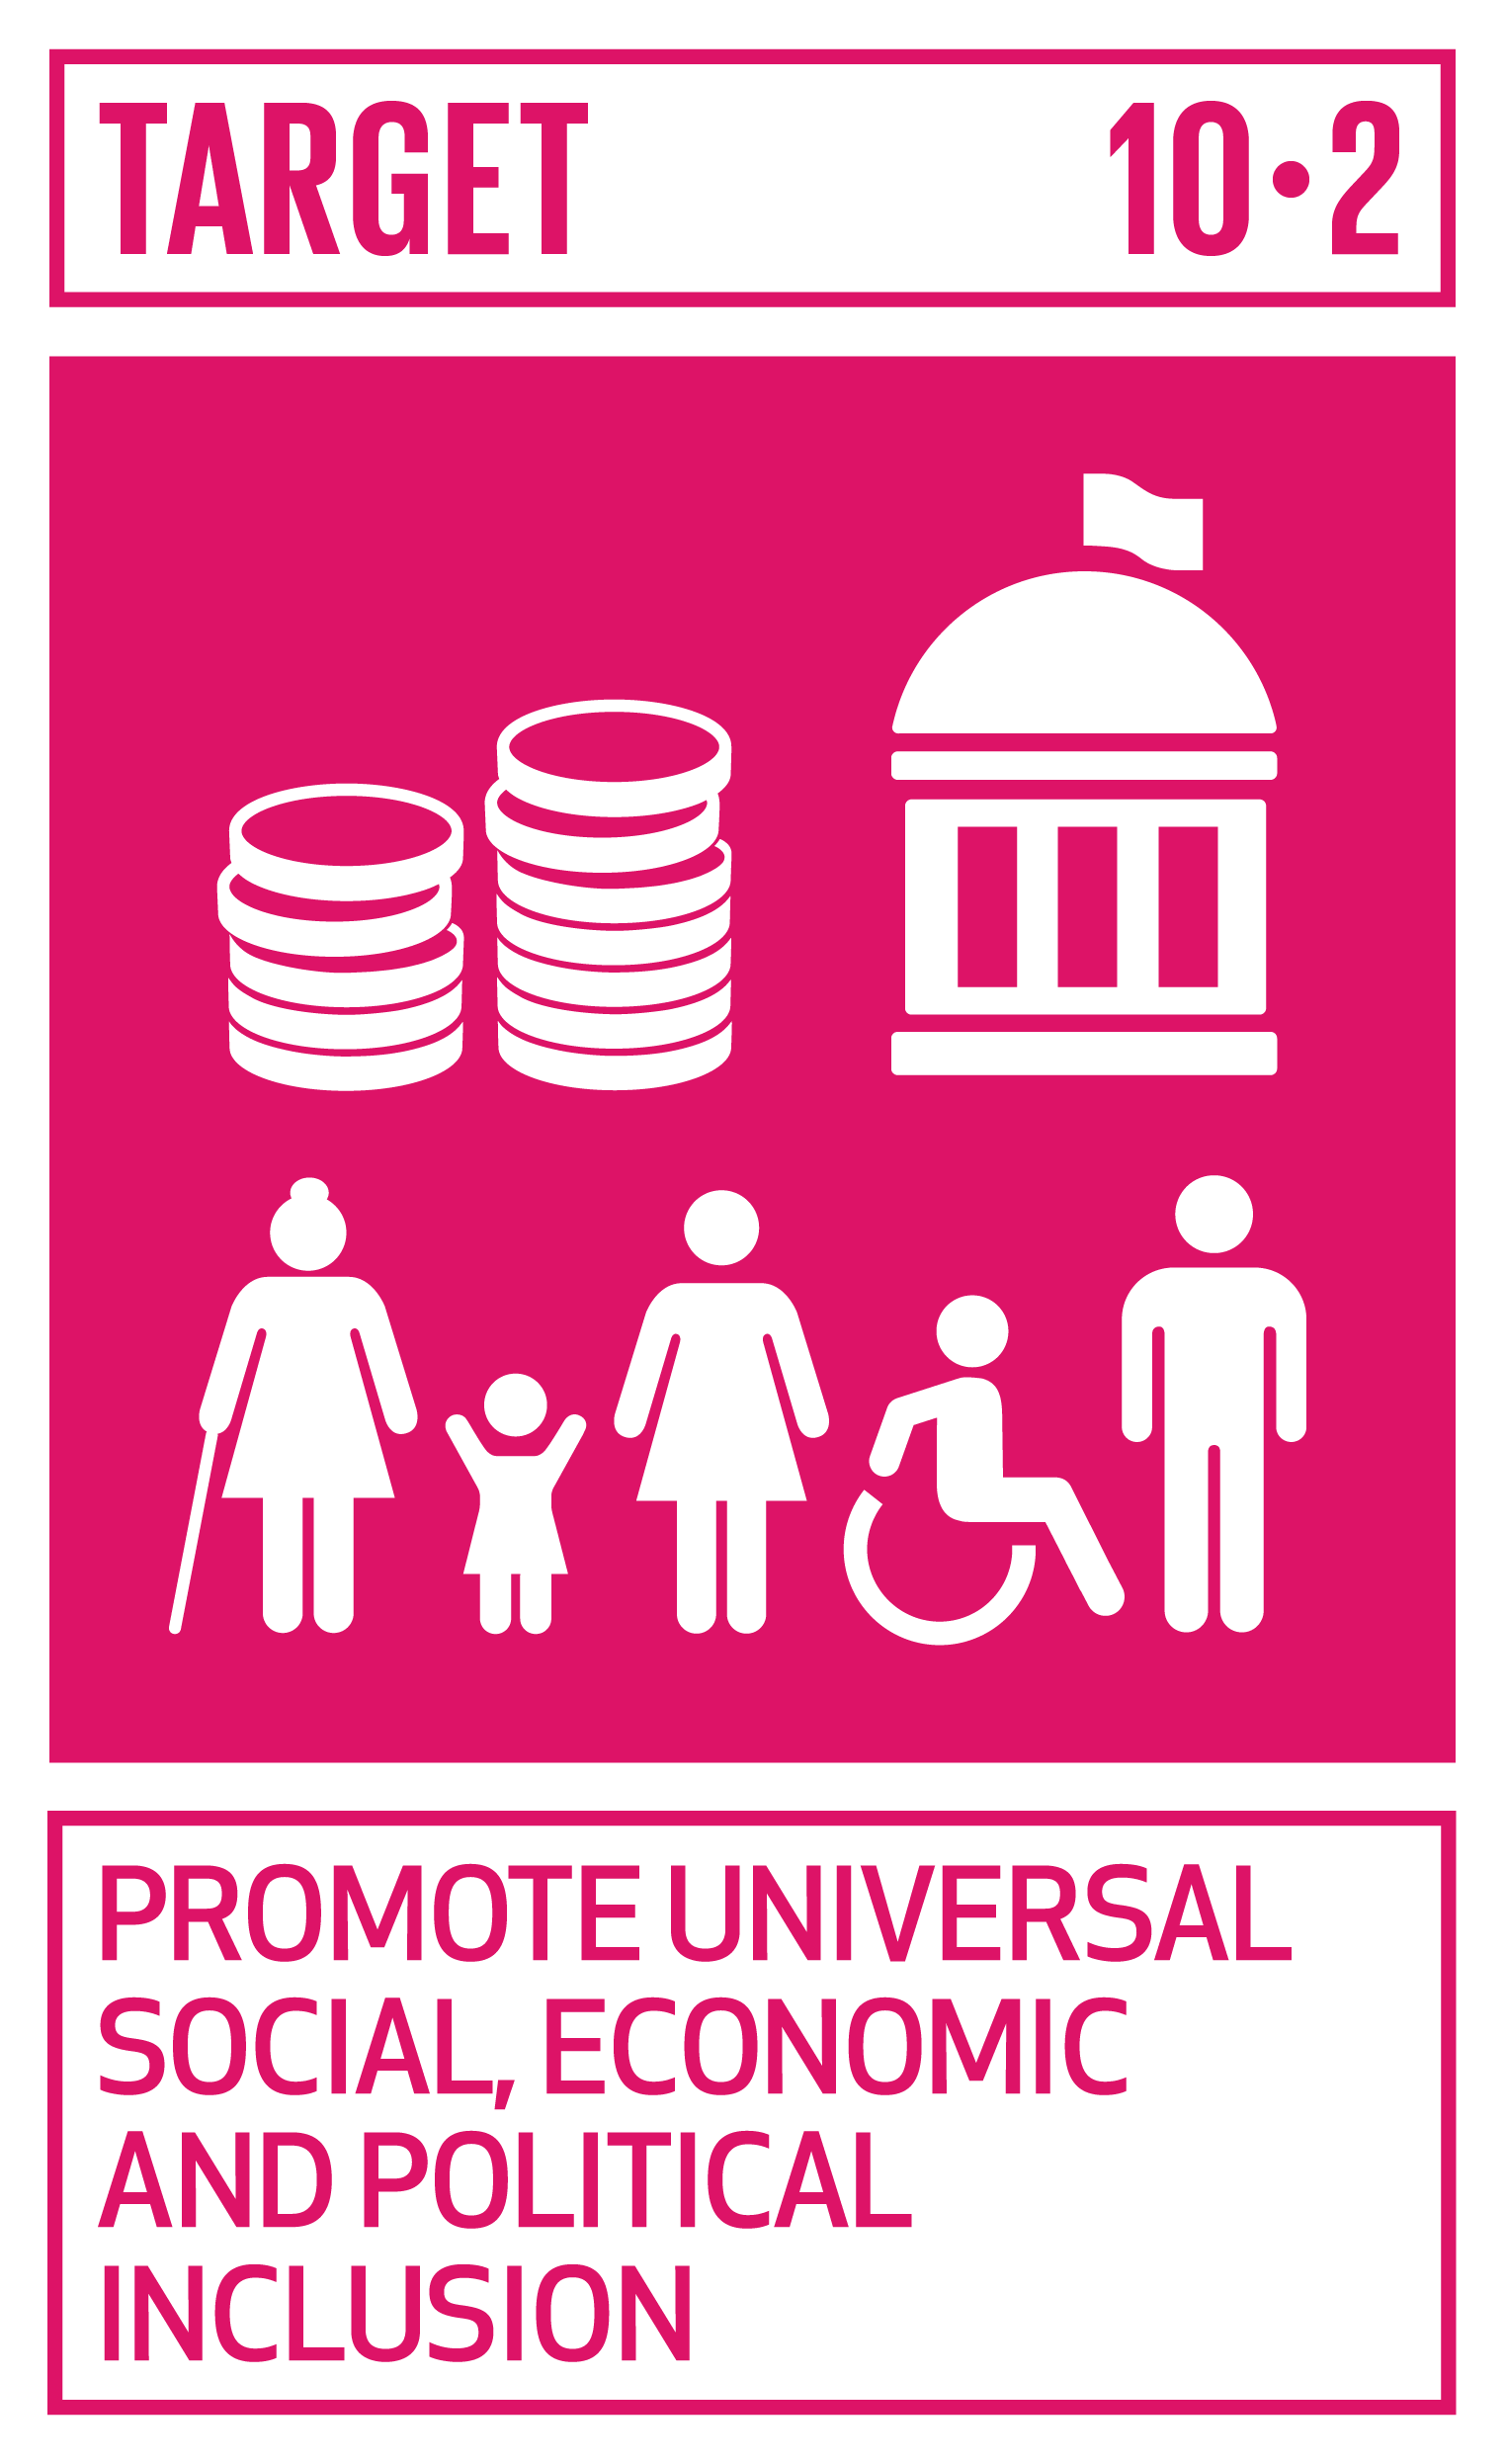 TARGET 10·2
PROMOTE UNIVERSAL
SOCIAL, ECONOMIC
AND POLITICAL
INCLUSION